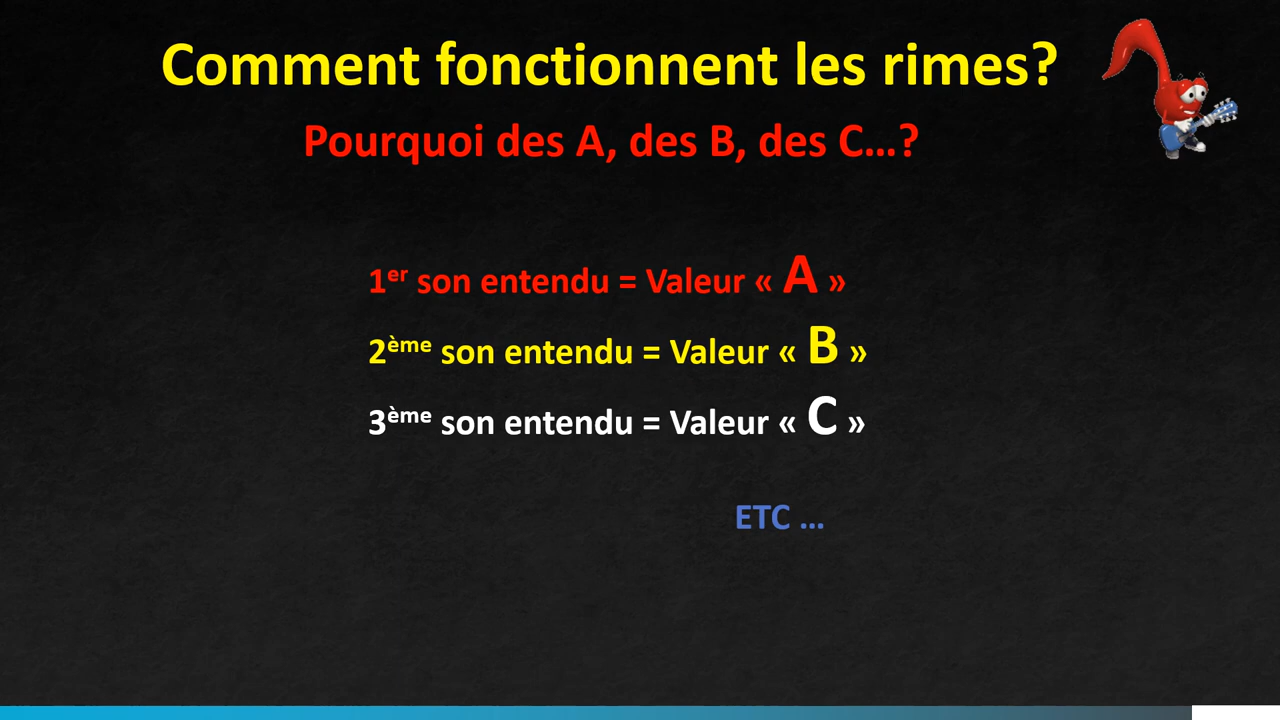 Comment fonctionnent les rimes?
Pourquoi des A, des B, des C...?
1er son entendu = Valeur « A »
2ème son entendu = Valeur « B »
3ème son entendu = Valeur « C »
ETC ...